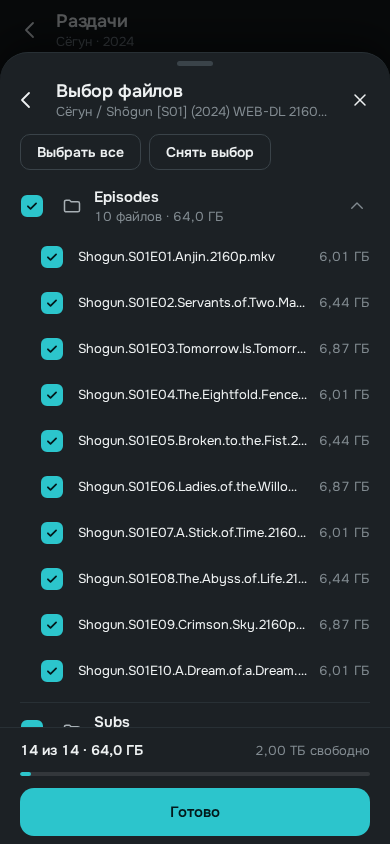 Раздачи
Сёгун · 2024
Выбор файлов
Сёгун / Shōgun [S01] (2024) WEB-DL 2160...
Выбрать все
Снять выбор
Episodes
10 файлов · 64,0 ГБ
Shogun.S01E01.Anjin.2160p.mkv 6,01 ГБ
Shogun.S01E02.Servants.of.Two.Ma... 6,44 ГБ
Shogun.S01E03.Tomorrow.Is.Tomorr... 6,87 ГБ
Shogun.S01E04.The.Eightfold.Fence... 6,01 ГБ
Shogun.S01E05.Broken.to.the.Fist.2... 6,44 ГБ
Shogun.S01E06.Ladies.of.the.Willo... 6,87 ГБ
Shogun.S01E07.A.Stick.of.Time.2160... 6,01 ГБ
Shogun.S01E08.The.Abyss.of.Life.21... 6,44 ГБ
Shogun.S01E09.Crimson.Sky.2160p... 6,87 ГБ
Shogun.S01E10.A.Dream.of.a.Dream.... 6,01 ГБ
Subs
14 из 14 · 64,0 ГБ 2,00 ТБ свободно
Готово